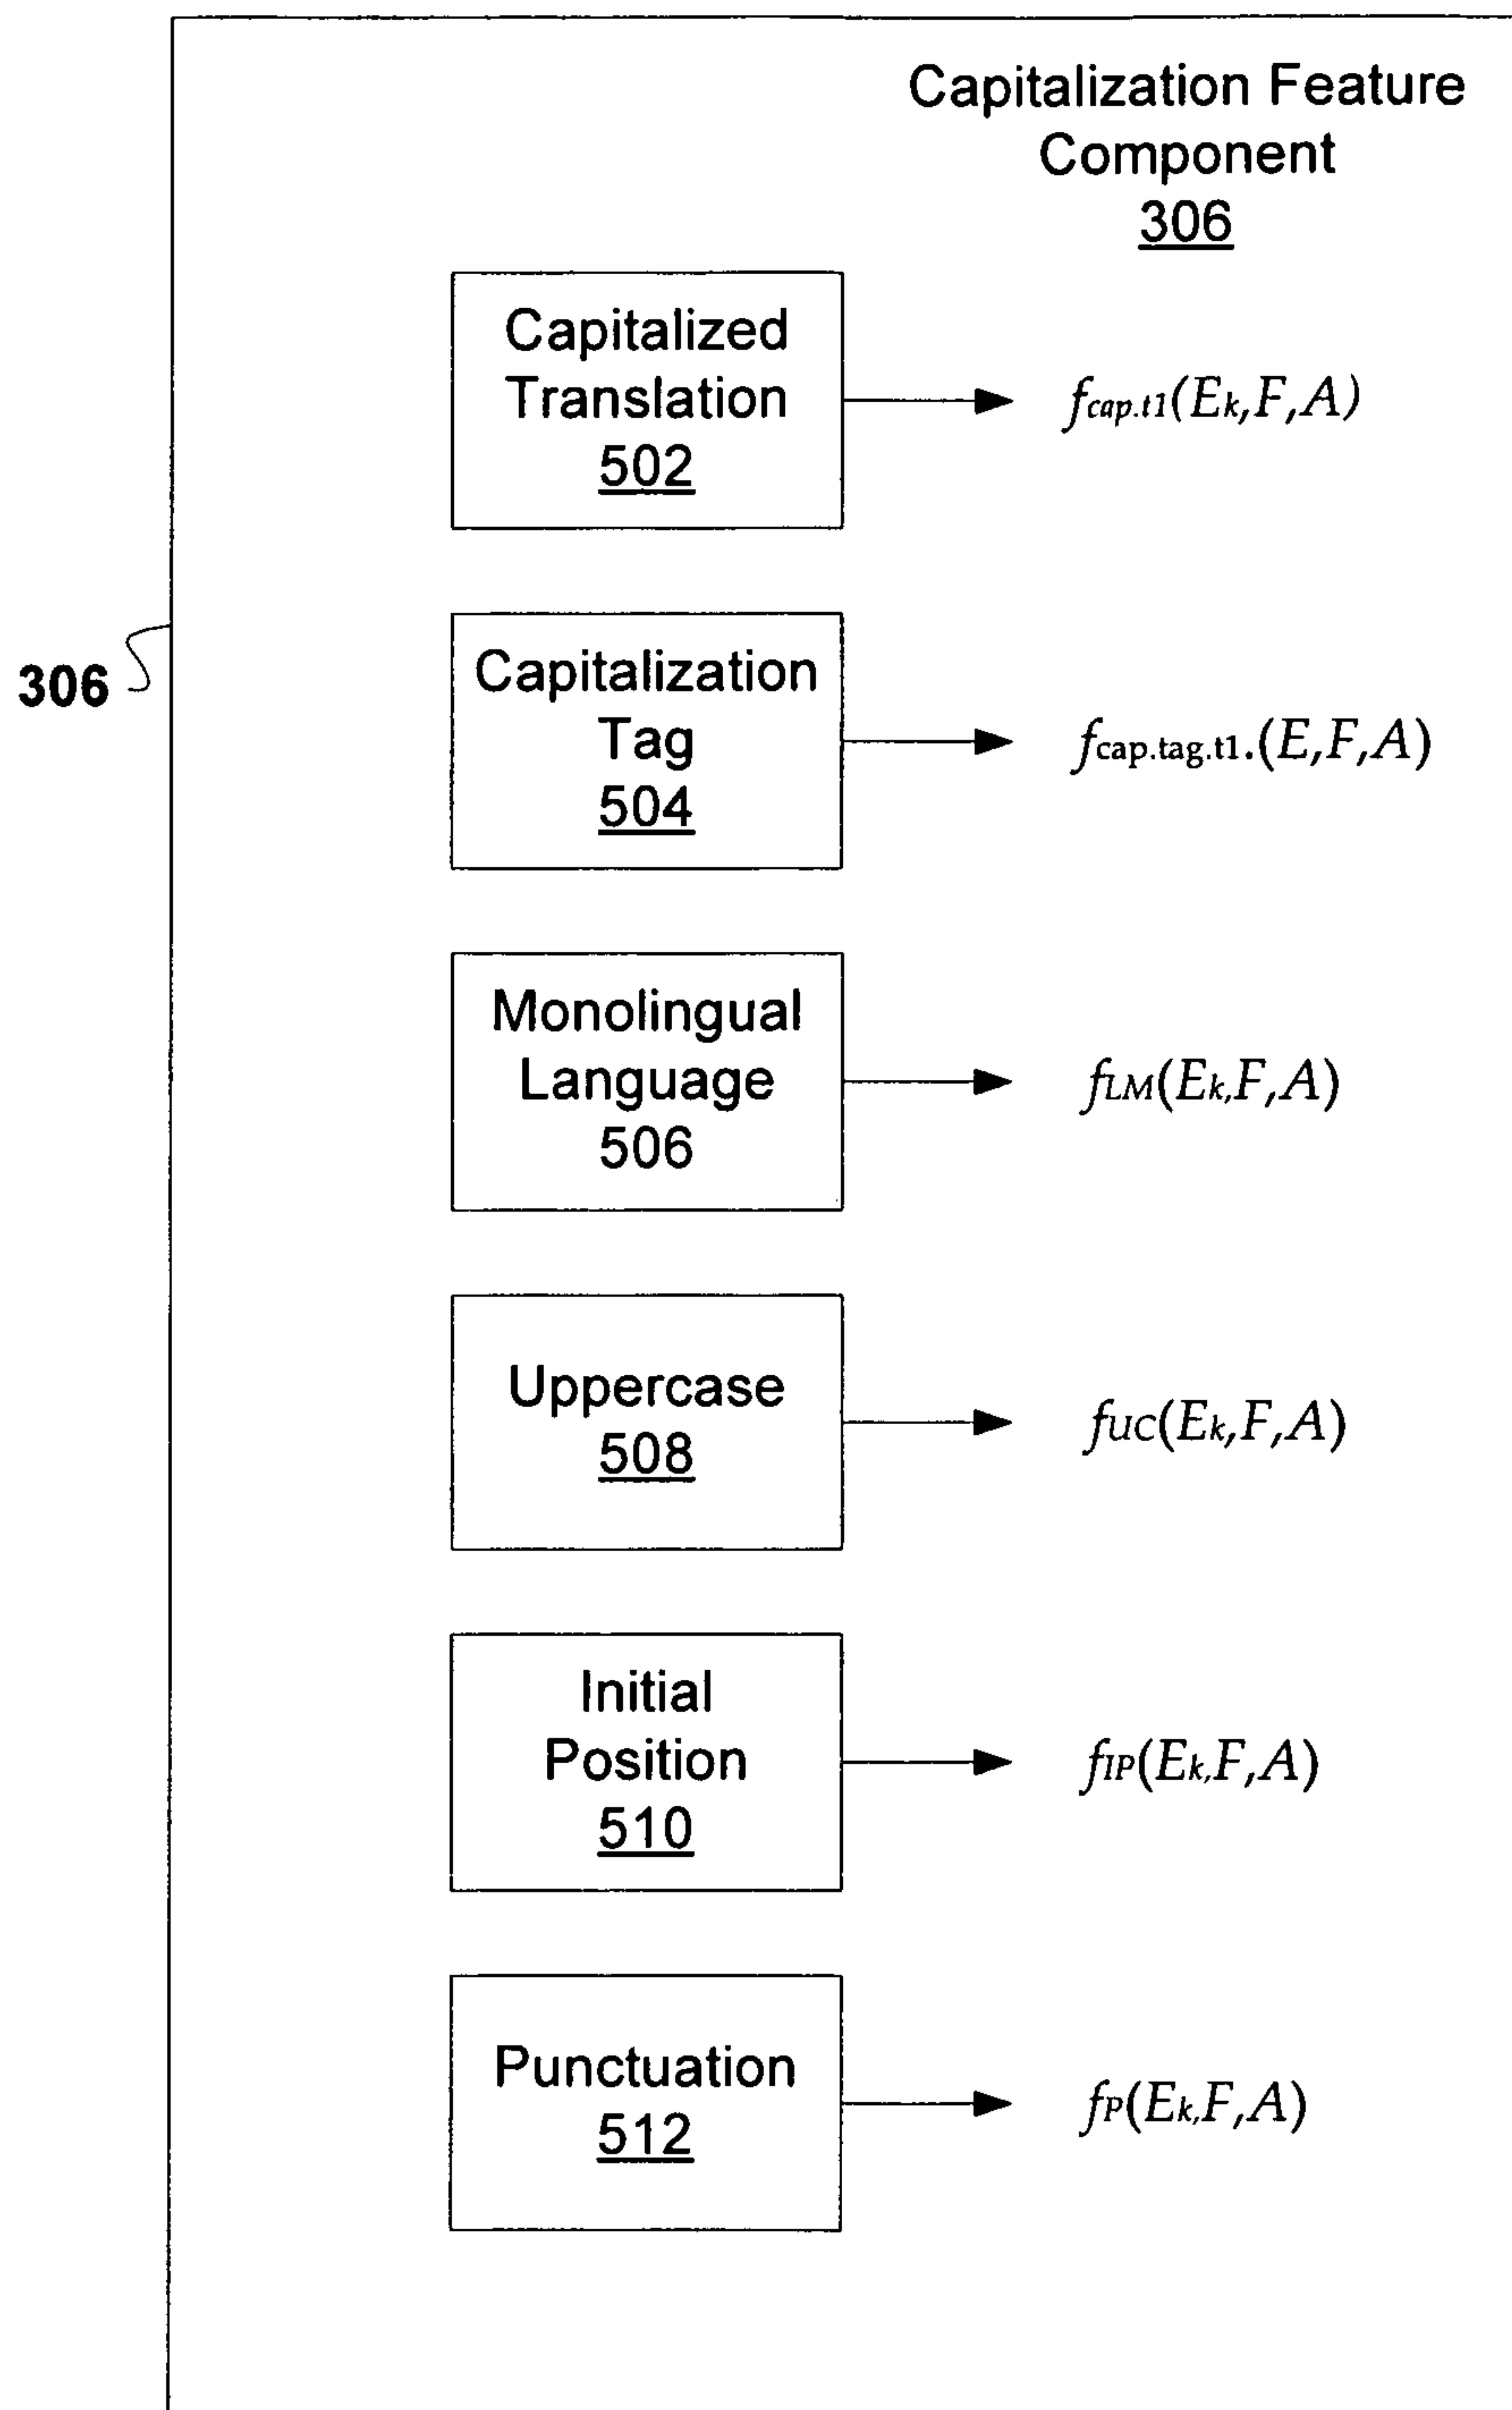 Capitalization Feature
Component
306
Capitalized
Translation
502
fcap.t1(Ek,F,A)
306
Capitalization
Tag
504
fcap.tag.t1.(E,F,A)
Monolingual
Language
506
fLM(Ek,F,A)
Uppercase
508
fUC(Ek,F,A)
Initial
Position
510
fIP(Ek,F,A)
Punctuation
512
fP(Ek,F,A)